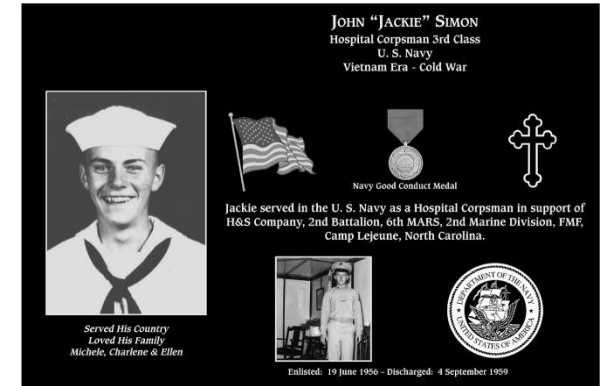 JOHN “JACKIE” SIMON
Hospital Corpsman 3rd Class
U. S. Navy
Vietnam Era - Cold War
Navy Good Conduct Medal
Jackie served in the U. S. Navy as a Hospital Corpsman in support of
H&S Company, 2nd Battalion, 6th MARS, 2nd Marine Division, FMF,
Camp Lejeune, North Carolina.
Served His Country
Loved His Family
Michele, Charlene & Ellen
DEPARTMENT OF THE NAVY
UNITED STATES OF AMERICA
Enlisted: 19 June 1956 – Discharged: 4 September 1959